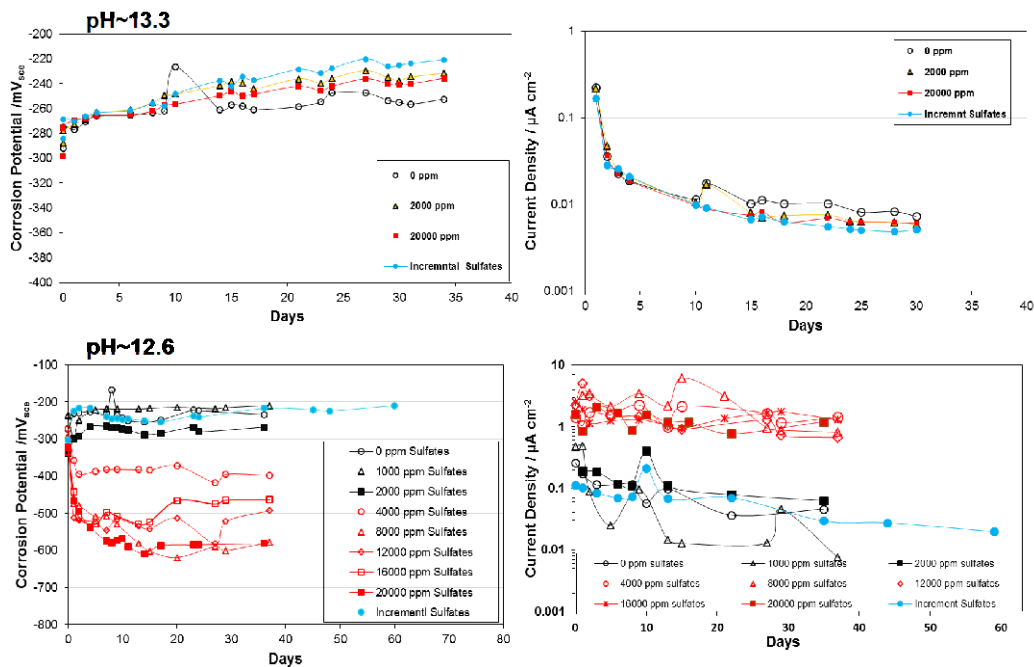 pH~13.3
Corrosion Potential /mVsce
-200
-220
-240
-260
-280
-300
-320
-340
-360
-380
-400
0 ppm
2000 ppm
20000 ppm
Incremntal Sulfates
0 5 10 15 20 25 30 35 40
Days
Current Density / µA cm-2
1
0.1
0.01
0.001
0 ppm
2000 ppm
20000 ppm
Incremnt Sulfates
0 10 20 30 40
Days
pH~12.6
Corrosion Potential /mVsce
-100
-200
-300
-400
-500
-600
-700
-800
0 ppm Sulfates
1000 ppm Sulfates
2000 ppm Sulfates
4000 ppm Sulfates
8000 ppm Sulfates
12000 ppm Sulfates
16000 ppm Sulfates
20000 ppm Sulfates
Incrementl Sulfates
0 10 20 30 40 50 60 70 80
Days
Current Density / µA cm-2
10
1
0.1
0.01
0.001
0 ppm sulfates 1000 ppm sulfates 2000 ppm sulfates
4000 ppm sulfates 8000 ppm sulfates 12000 ppm sulfates
16000 ppm sulfates 20000 ppm sulfates Increment Sulfates
0 10 20 30 40 50 60
Days